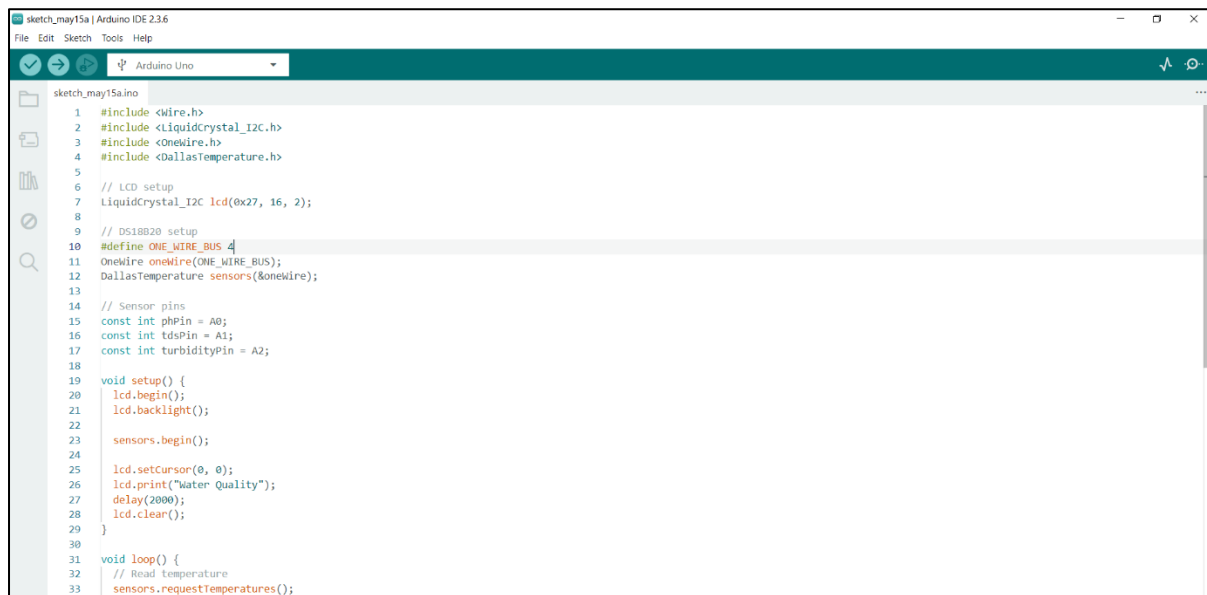 sketch_may15a | Arduino IDE 2.3.6
File Edit Sketch Tools Help
Arduino Uno
sketch_may15a.ino
1 #include <Wire.h>
2 #include <LiquidCrystal_I2C.h>
3 #include <OneWire.h>
4 #include <DallasTemperature.h>
5
6 // LCD setup
7 LiquidCrystal_I2C lcd(0x27, 16, 2);
8
9 // DS18B20 setup
10 #define ONE_WIRE_BUS 4
11 OneWire oneWire(ONE_WIRE_BUS);
12 DallasTemperature sensors(&oneWire);
13
14 // Sensor pins
15 const int phPin = A0;
16 const int tdsPin = A1;
17 const int turbidityPin = A2;
18
19 void setup() {
20 lcd.begin();
21 lcd.backlight();
22
23 sensors.begin();
24
25 lcd.setCursor(0, 0);
26 lcd.print("Water Quality");
27 delay(2000);
28 lcd.clear();
29 }
30
31 void loop() {
32 // Read temperature
33 sensors.requestTemperatures();